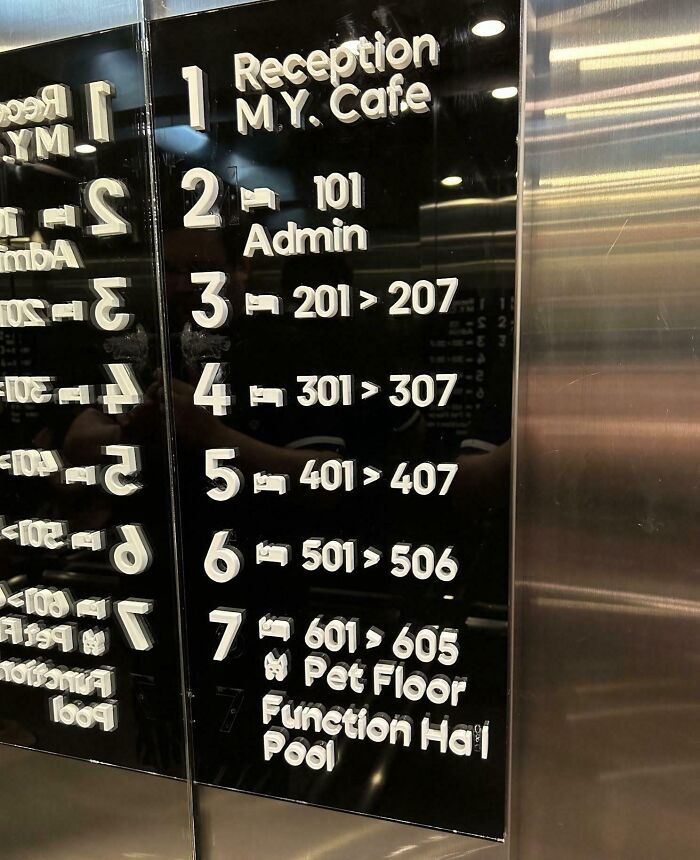 1 Reception
M.Y. Cafe
2 101
Admin
3 201 > 207
4 301 > 307
5 401 > 407
6 501 > 506
7 601 > 605
Pet Floor
Function Hal
Pool